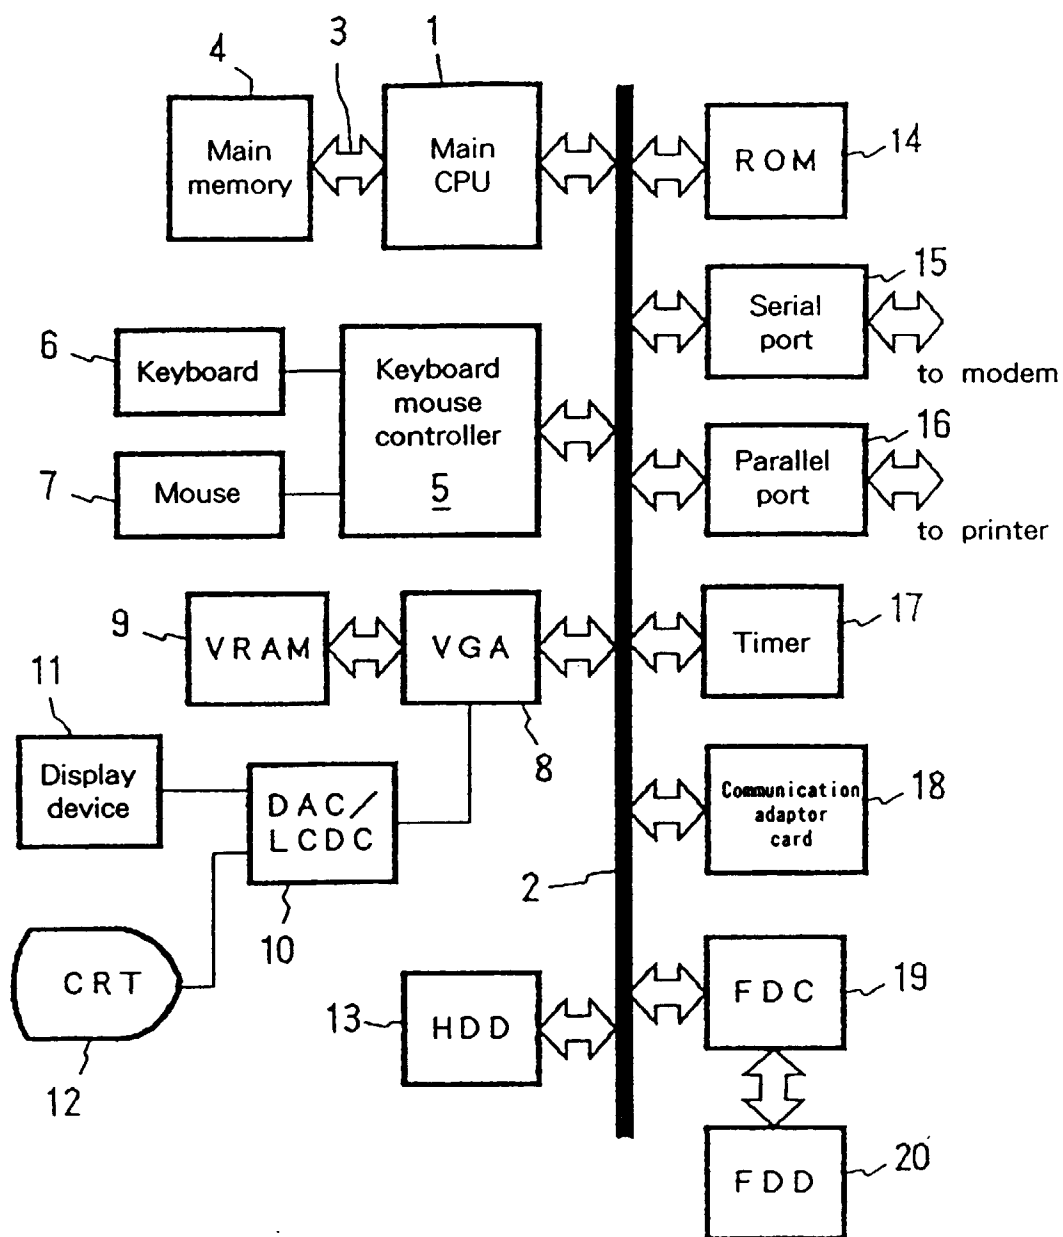 4
3
1
Main
memory
Main
CPU
ROM
14
15
Serial
port
to modem
6
Keyboard
Keyboard
mouse
controller
5
7
Mouse
16
Parallel
port
to printer
9
VRAM
VGA
8
17
Timer
11
Display
device
DAC/
LCDC
10
18
Communication
adaptor
card
2
CRT
12
13
HDD
19
FDC
20
FDD